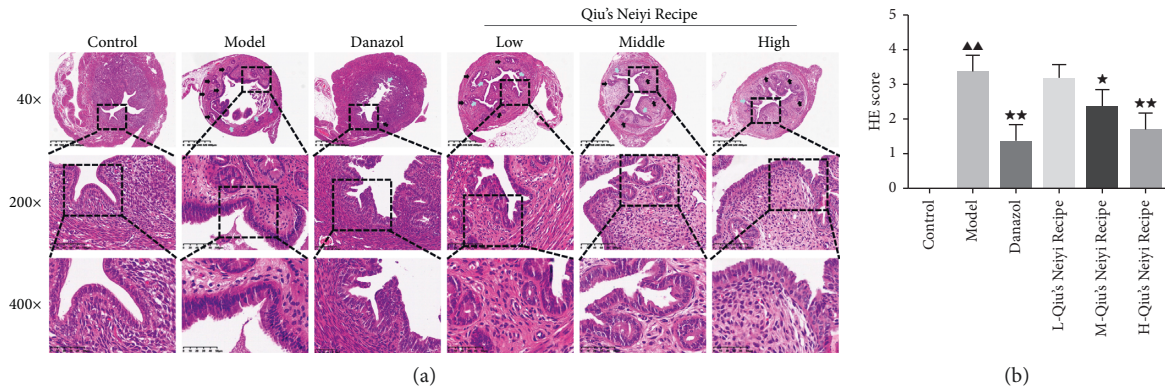 Qiu's Neiyi Recipe
Control Model Danazol Low Middle High
40×
200×
400×
(a)
HE score
5
4
3
2
1
0
▲▲
★★
★
★★
Control
Model
Danazol
L-Qiu's Neiyi Recipe
M-Qiu's Neiyi Recipe
H-Qiu's Neiyi Recipe
(b)